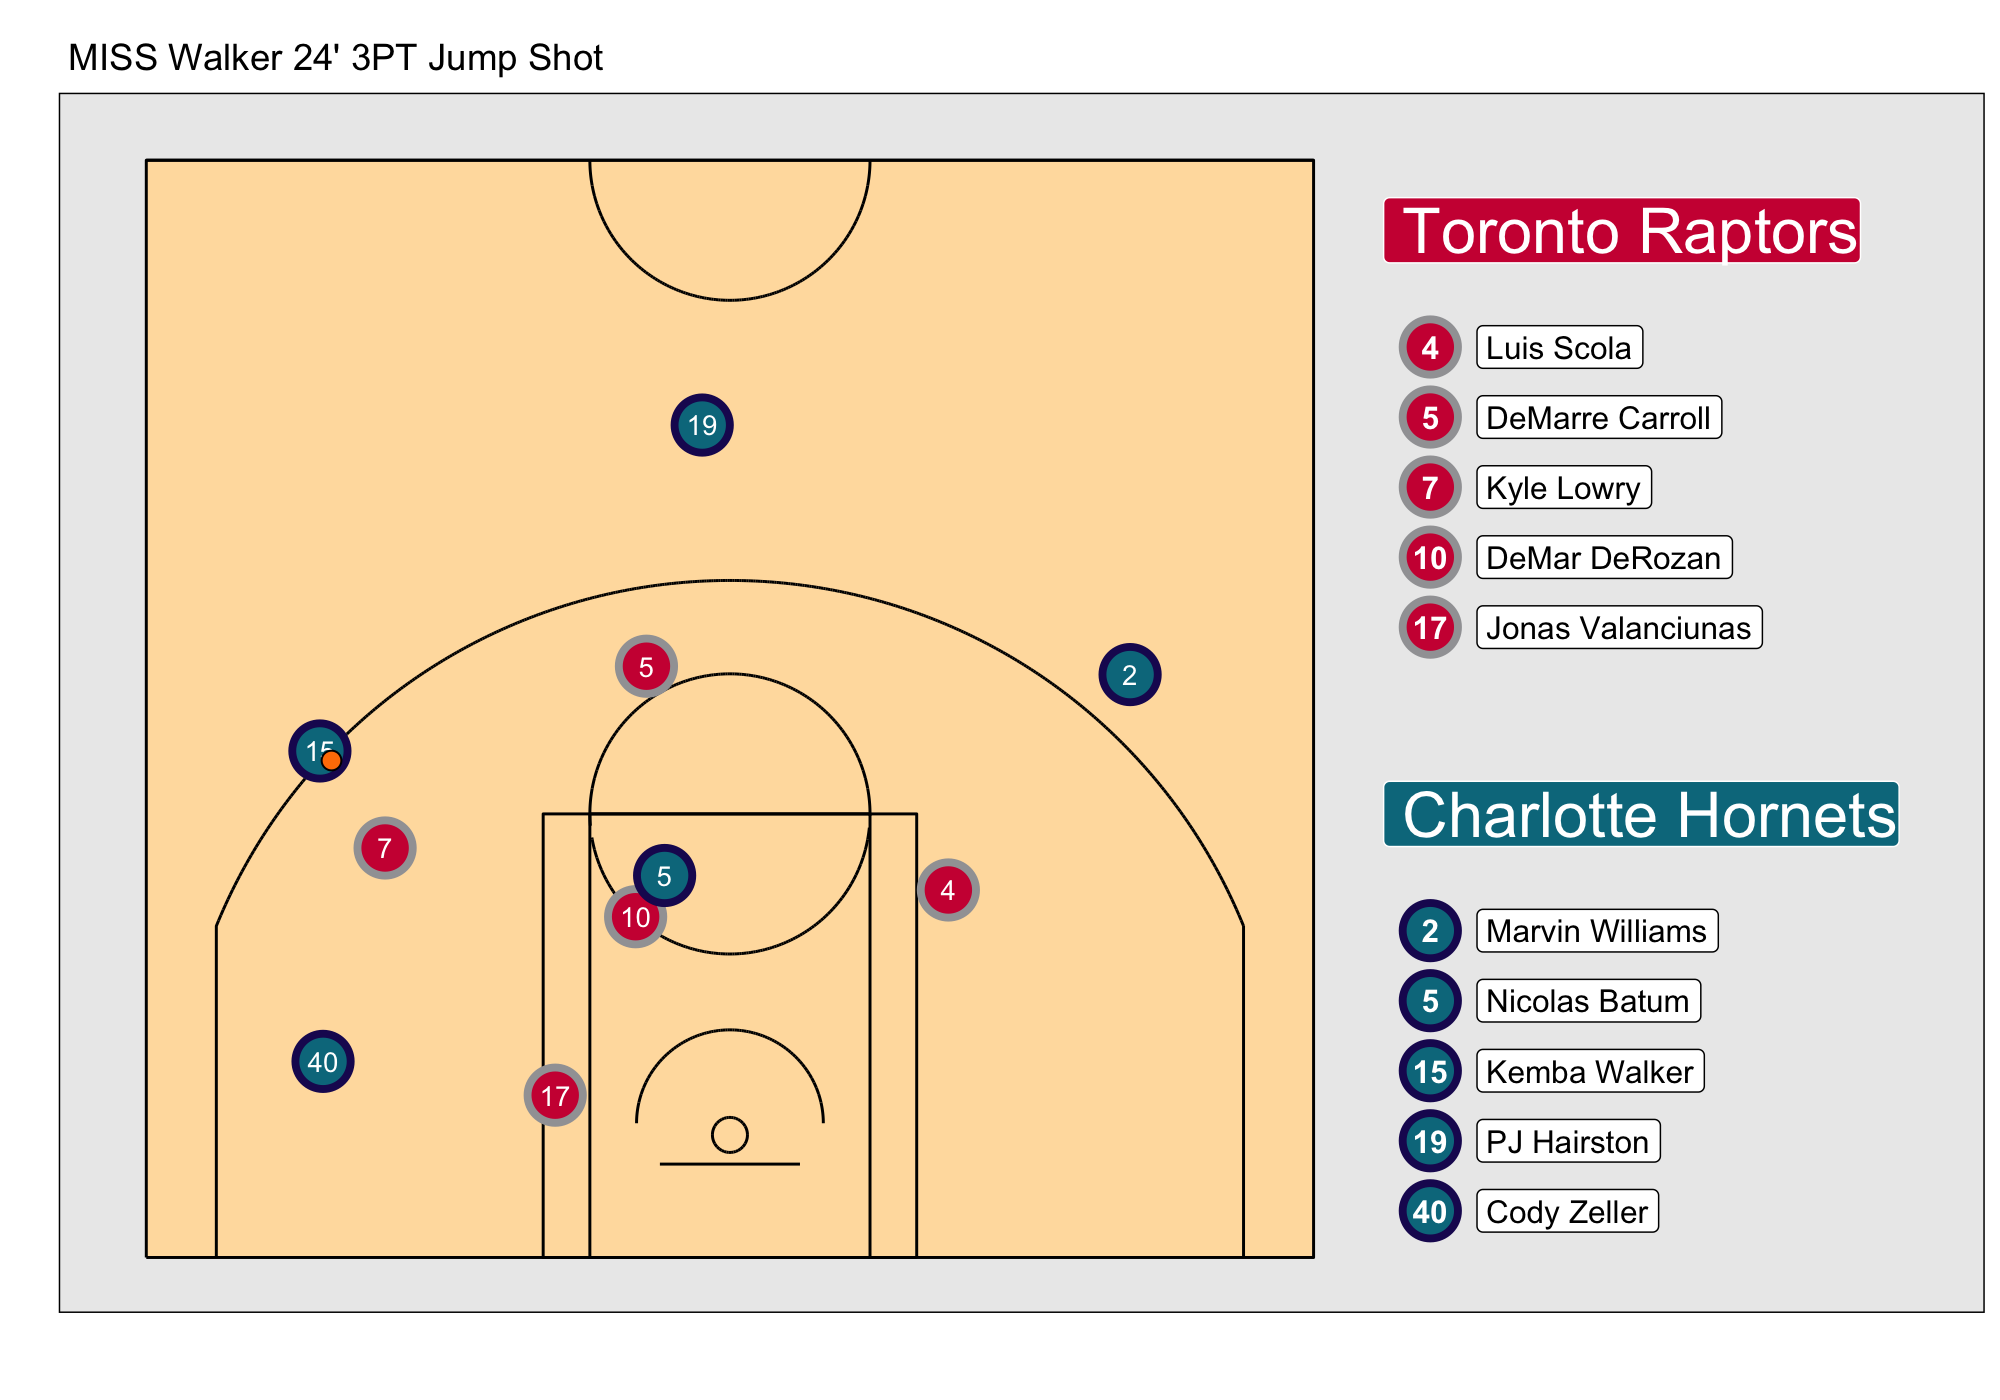 MISS Walker 24' 3PT Jump Shot
Toronto Raptors
4 Luis Scola
5 DeMarre Carroll
7 Kyle Lowry
10 DeMar DeRozan
17 Jonas Valanciunas
Charlotte Hornets
2 Marvin Williams
5 Nicolas Batum
15 Kemba Walker
19 PJ Hairston
40 Cody Zeller
19
5
2
15
7
5
4
10
40
17